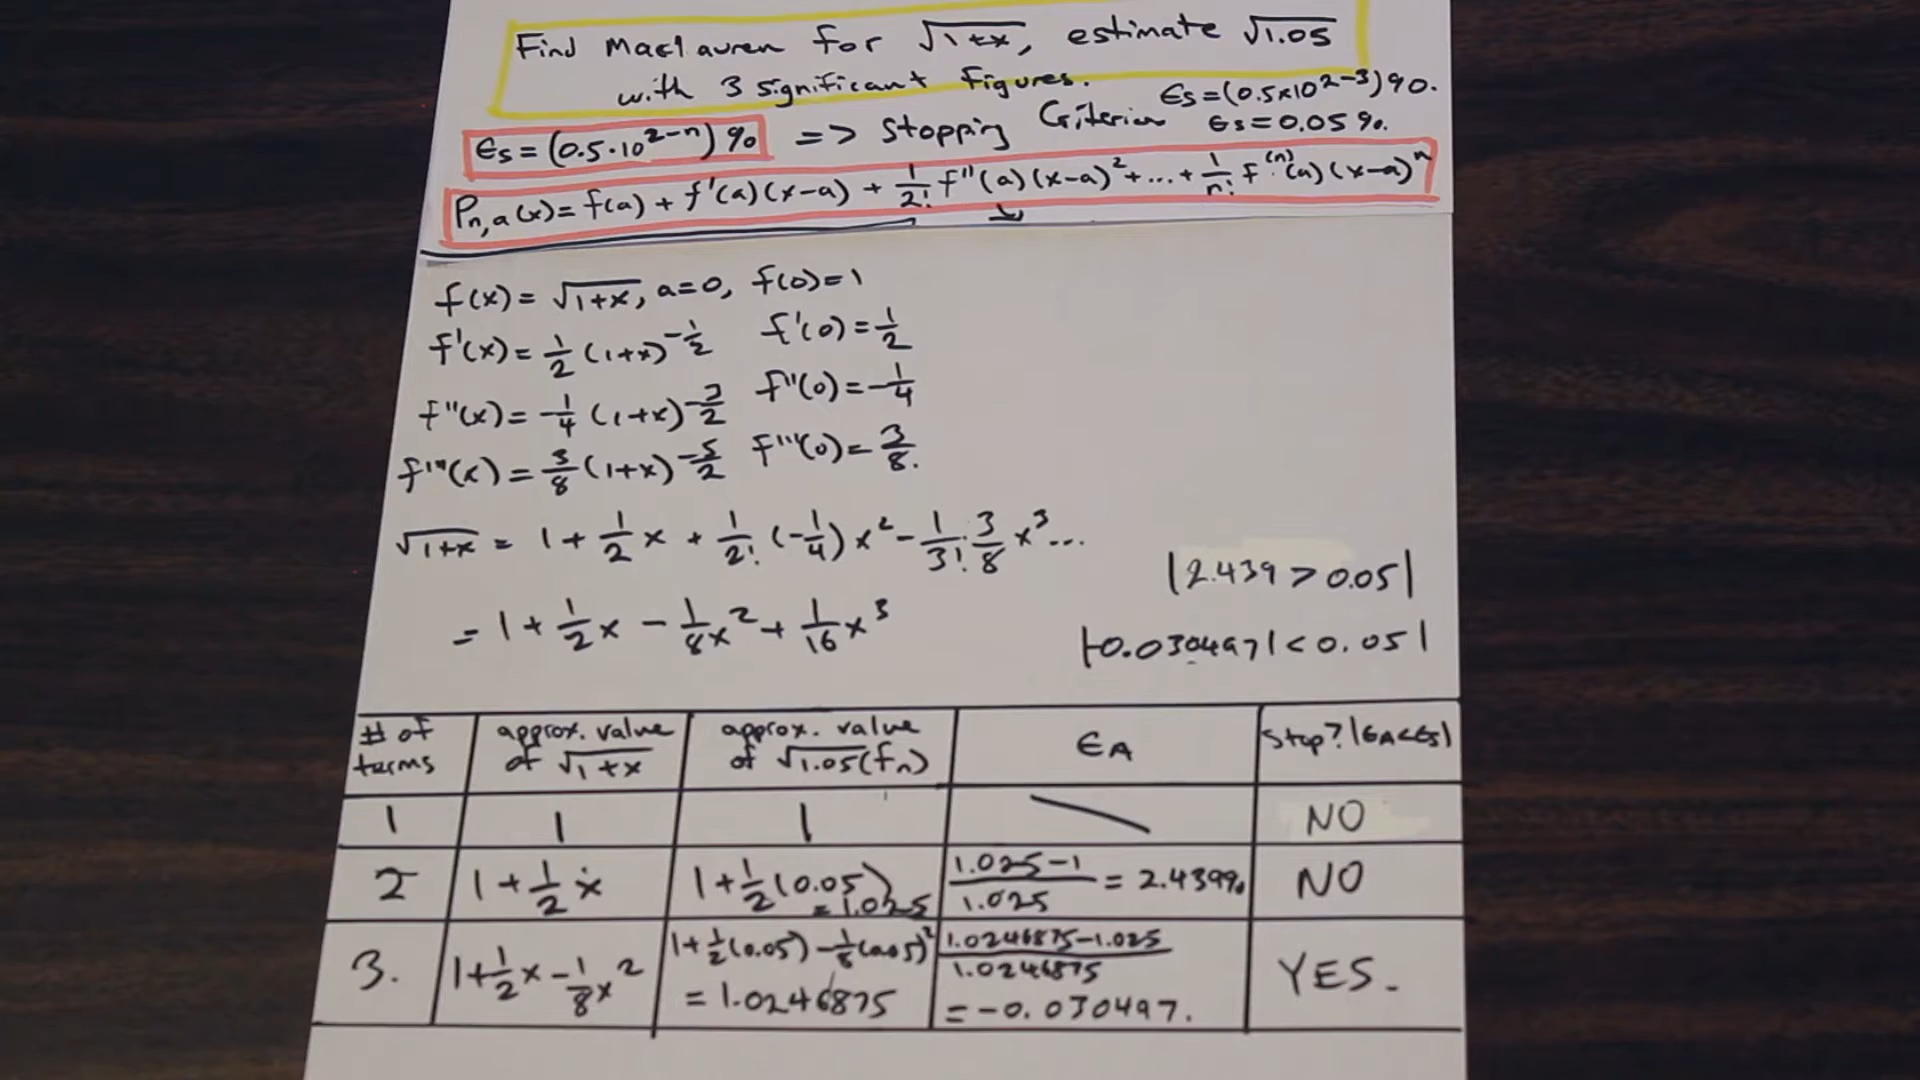 Find Maclauren for √1+x, estimate √1.05
with 3 significant Figures.
Es=(0.5×10^2-3)%.
Es=(0.5·10^2-n)% => Stopping Criterion
Es=0.05%.
Pn,a(x)= f(a) + f'(a)(x-a) + 1/2! f"(a)(x-a)^2+...+ 1/n! f^(n)(a)(x-a)^n
f(x)= √1+x, a=0, f(0)=1
f'(x)= 1/2 (1+x)^-1/2 f'(0)= 1/2
f"(x)= -1/4 (1+x)^-3/2 f"(0)= -1/4
f'''(x)= 3/8 (1+x)^-5/2 f'''(0)= 3/8.
√1+x = 1+ 1/2 x + 1/2! (-1/4) x^2 - 1/3! · 3/8 x^3...
|2.439 > 0.05|
= 1+ 1/2 x - 1/8 x^2 + 1/16 x^3
|-0.030497|<0.05|
# of terms
approx. value of √1+x
approx. value of √1.05 (fn)
EA
Stop? |EA<Es|
1 1 1 NO
2 1+ 1/2 x 1+ 1/2 (0.05) = 1.025 1.025-1/1.025 = 2.439% NO
3. 1+ 1/2 x - 1/8 x^2 1+ 1/2 (0.05) - 1/8 (0.05)^2 = 1.0246875 1.0246875-1.025/1.0246875 = -0.030497. YES.